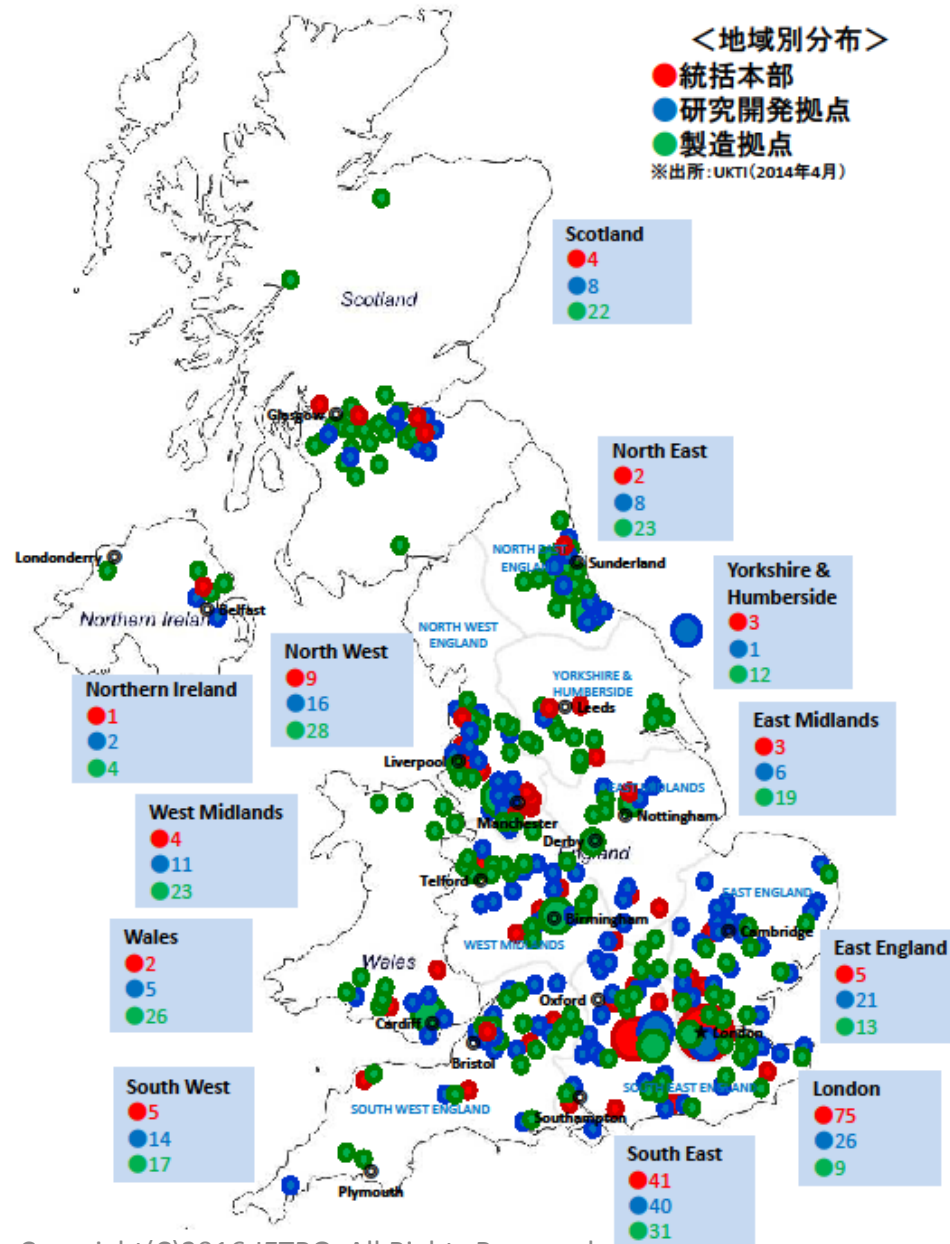 ＜地域別分布＞
統括本部
研究開発拠点
製造拠点
※出所：UKTI（2014年4月）
Scotland
4
8
22
Scotland
Glasgow
North East
2
8
23
NORTH EAST
ENGLAND
Sunderland
Londonderry
Belfast
Northern Ireland
Yorkshire &
Humberside
3
1
12
NORTH WEST
ENGLAND
North West
9
16
28
YORKSHIRE &
HUMBERSIDE
Leeds
Northern Ireland
1
2
4
East Midlands
3
6
19
Liverpool
Manchester
EAST MIDLANDS
Nottingham
Derby
England
West Midlands
4
11
23
Telford
Birmingham
EAST ENGLAND
Cambridge
WEST MIDLANDS
Wales
2
5
26
Wales
East England
5
21
13
Oxford
Cardiff
London
Bristol
South West
5
14
17
SOUTH WEST ENGLAND
SOUTH EAST ENGLAND
Southampton
London
75
26
9
Plymouth
South East
41
40
31